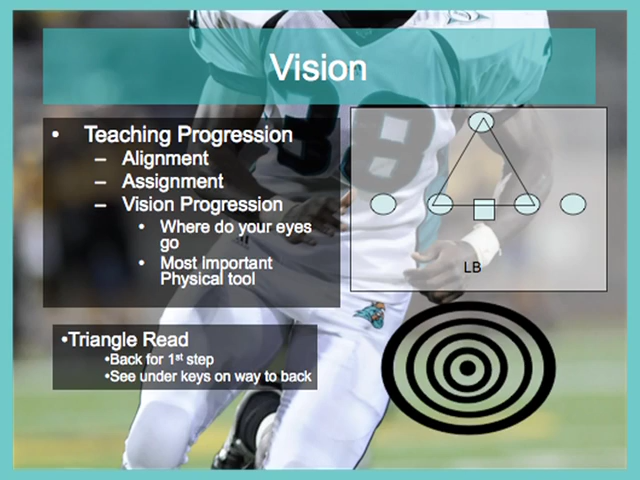 Vision
• Teaching Progression
– Alignment
– Assignment
– Vision Progression
• Where do your eyes
go
• Most important
Physical tool
•Triangle Read
•Back for 1st step
•See under keys on way to back
LB
38